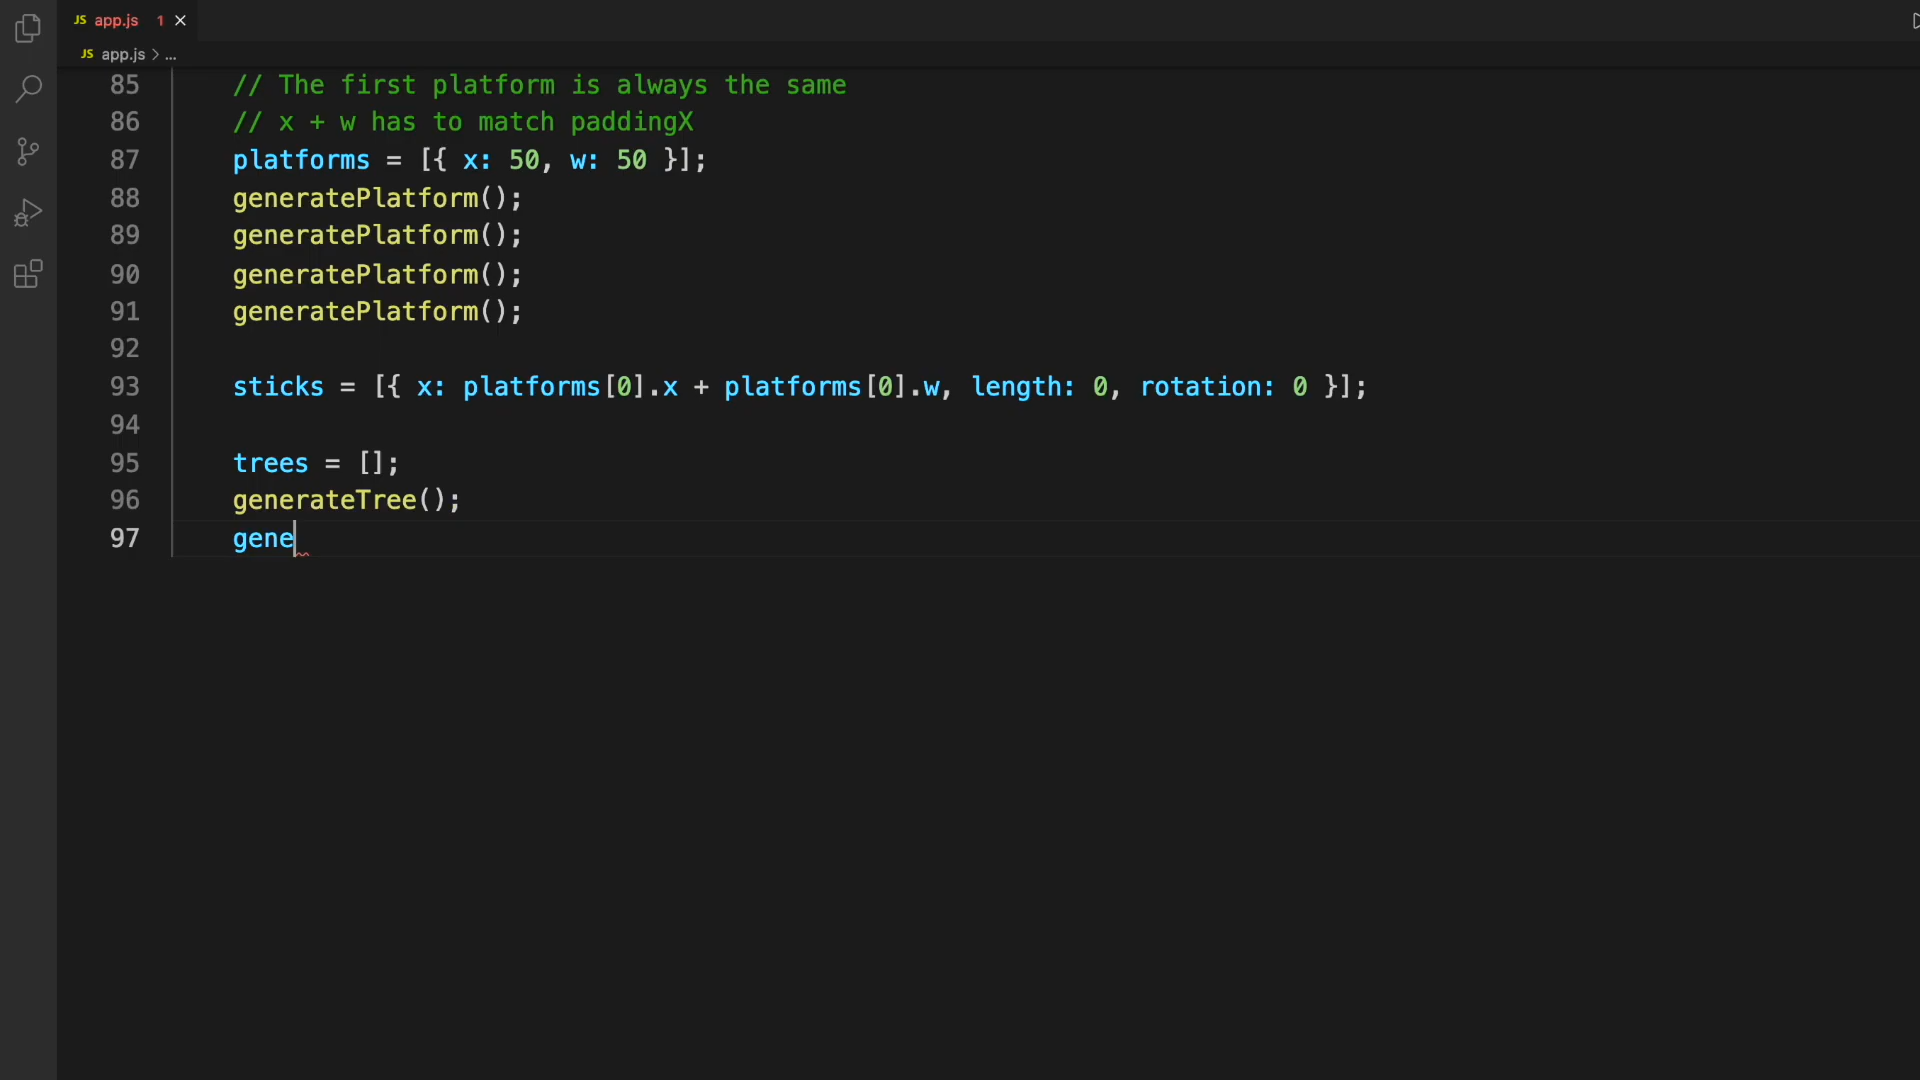 JS app.js 1 ×
JS app.js > ...
85 // The first platform is always the same
86 // x + w has to match paddingX
87 platforms = [{ x: 50, w: 50 }];
88 generatePlatform();
89 generatePlatform();
90 generatePlatform();
91 generatePlatform();
92
93 sticks = [{ x: platforms[0].x + platforms[0].w, length: 0, rotation: 0 }];
94
95 trees = [];
96 generateTree();
97 gene